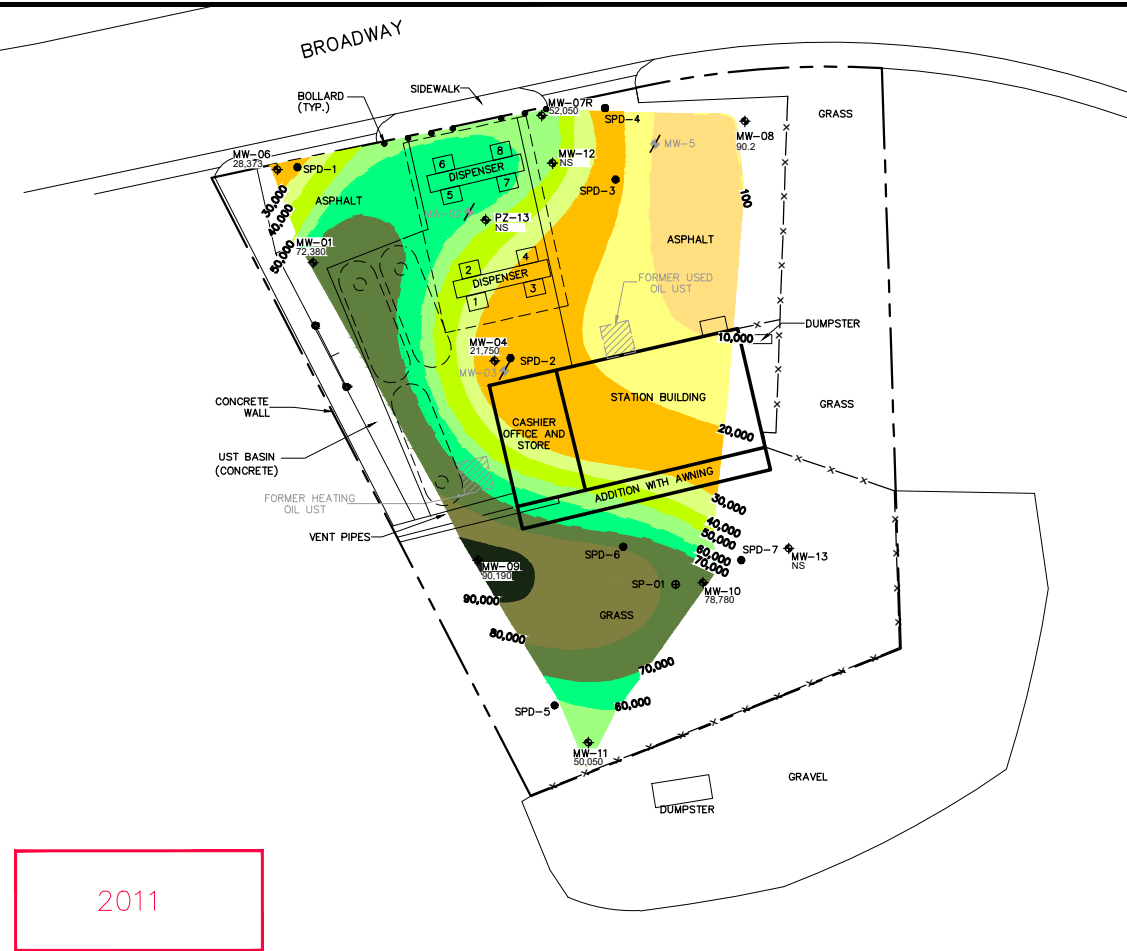 BROADWAY
SIDEWALK
BOLLARD
(TYP.)
MW-07R
52,050
SPD-4
GRASS
MW-08
90.2
MW-5
MW-06
28,373
SPD-1
MW-12
NS
SPD-3
8
6
DISPENSER
7
5
30,000
40,000
50,000
ASPHALT
100
MW-02
PZ-13
NS
MW-01
72,380
ASPHALT
4
2
DISPENSER
3
1
FORMER USED
OIL UST
DUMPSTER
10,000
MW-04
21,750
SPD-2
MW-03
CONCRETE
WALL
STATION BUILDING
GRASS
CASHIER
OFFICE AND
STORE
20,000
UST BASIN
(CONCRETE)
ADDITION WITH AWNING
FORMER HEATING
OIL UST
30,000
40,000
50,000
60,000
70,000
VENT PIPES
SPD-6
SPD-7
MW-13
NS
MW-09
90,190
SP-01
MW-10
78,780
90,000
GRASS
80,000
70,000
60,000
SPD-5
MW-11
50,050
GRAVEL
DUMPSTER
2011